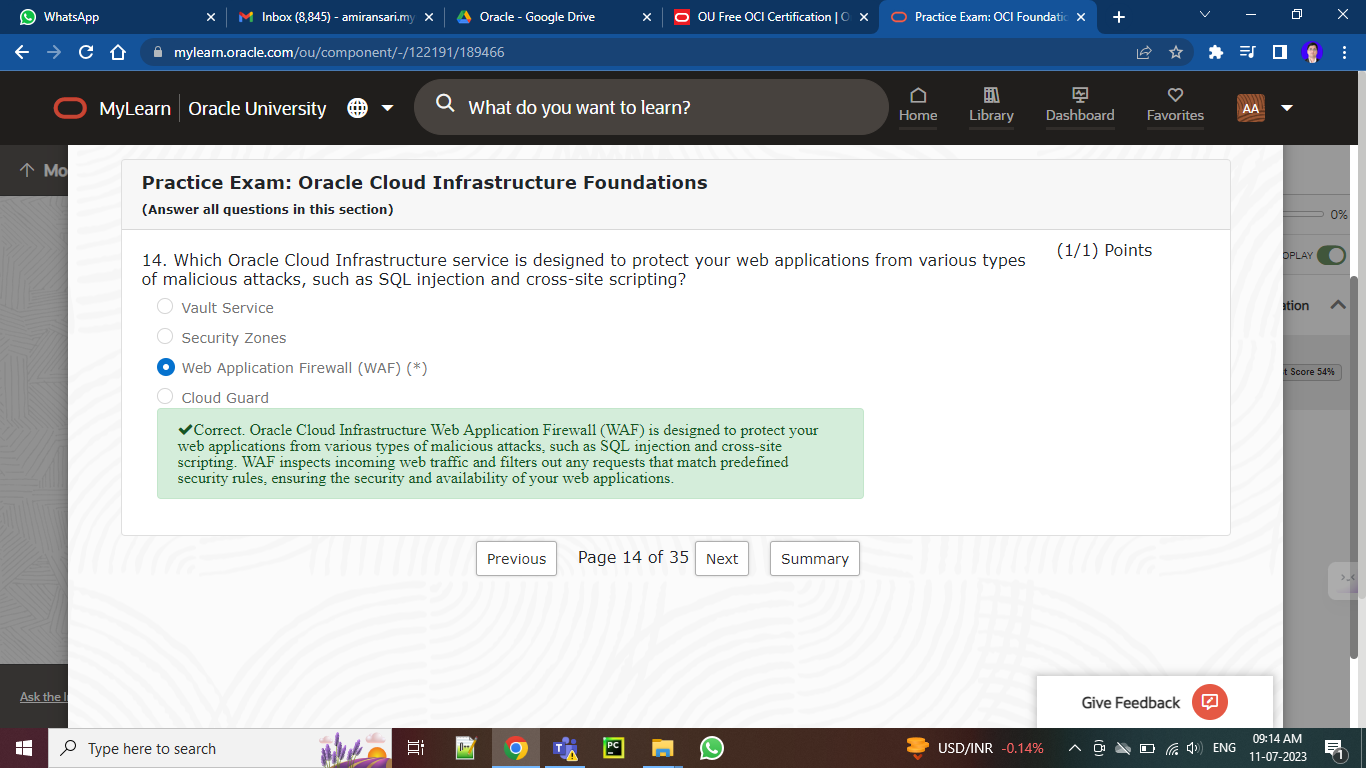 WhatsApp
Inbox (8,845) - amiransari.my
Oracle - Google Drive
OU Free OCI Certification | O
Practice Exam: OCI Foundatic
mylearn.oracle.com/ou/component/-/122191/189466
MyLearn
Oracle University
What do you want to learn?
Home
Library
Dashboard
Favorites
AA
Mo
Practice Exam: Oracle Cloud Infrastructure Foundations
(Answer all questions in this section)
0%
OPLAY
14. Which Oracle Cloud Infrastructure service is designed to protect your web applications from various types
of malicious attacks, such as SQL injection and cross-site scripting?
(1/1) Points
Vault Service
Security Zones
Web Application Firewall (WAF) (*)
Cloud Guard
ation
t Score 54%
✔Correct. Oracle Cloud Infrastructure Web Application Firewall (WAF) is designed to protect your
web applications from various types of malicious attacks, such as SQL injection and cross-site
scripting. WAF inspects incoming web traffic and filters out any requests that match predefined
security rules, ensuring the security and availability of your web applications.
Previous
Page 14 of 35
Next
Summary
Ask the I
Give Feedback
Type here to search
PC
USD/INR -0.14%
ENG
09:14 AM
11-07-2023
1